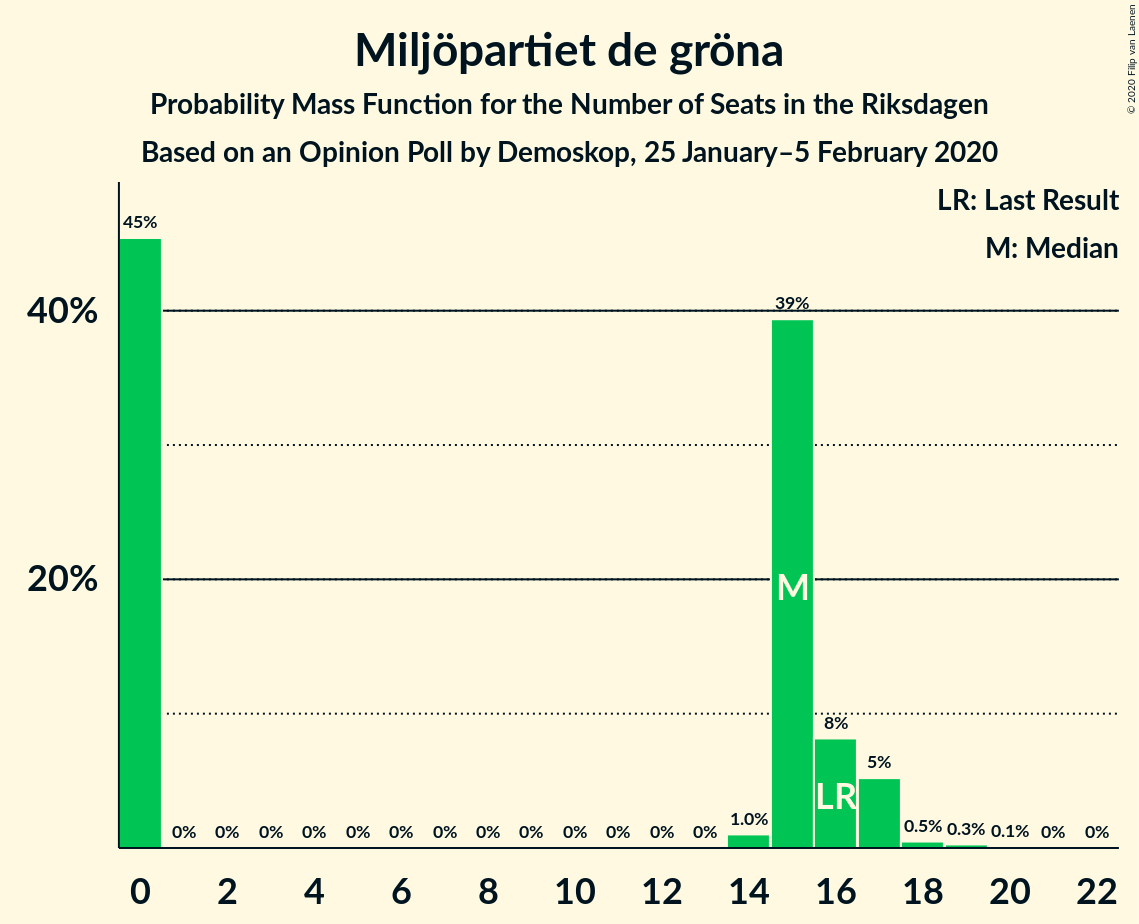 Miljöpartiet de gröna
Probability Mass Function for the Number of Seats in the Riksdagen
Based on an Opinion Poll by Demoskop, 25 January–5 February 2020
© 2020 Filip van Laenen
LR: Last Result
M: Median
45%
39%
40%
20%
M
8%
5%
LR
0% 0% 0% 0% 0% 0% 0% 0% 0% 0% 0% 0% 0% 1.0% 0.5% 0.3% 0.1% 0% 0%
0 2 4 6 8 10 12 14 16 18 20 22